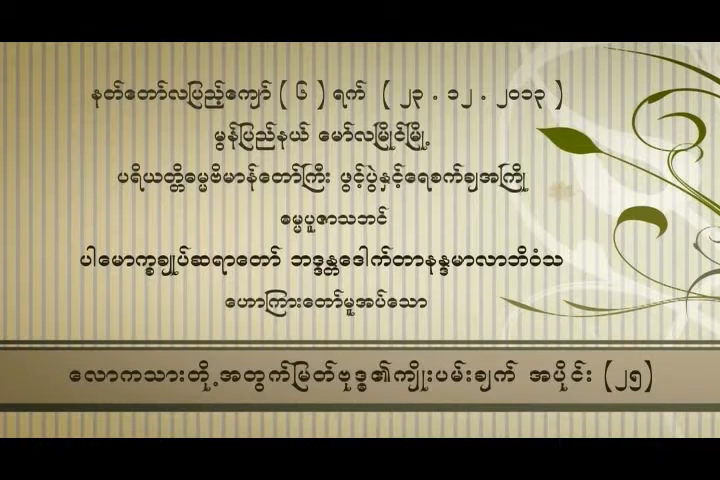 နတ်တော်လပြည့်ကျော် ( ၆ ) ရက် ( ၂၃ . ၁၂ . ၂၀၁၃ )
မွန်ပြည်နယ် မော်လမြိုင်မြို့
ပရိယတ္တိဓမ္မဗိမာန်တော်ကြီး ဖွင့်ပွဲနှင့်ရေစက်ချအကြို
ဓမ္မပူဇာသဘင်
ပါမောက္ခချုပ်ဆရာတော် ဘဒ္ဒန္တဒေါက်တာနန္ဒမာလာဘိဝံသ
ဟောကြားတော်မူအပ်သော
လောကသားတို့အတွက်မြတ်ဗုဒ္ဓ၏ကျိုးပမ်းချက် အပိုင်း (၂၅)